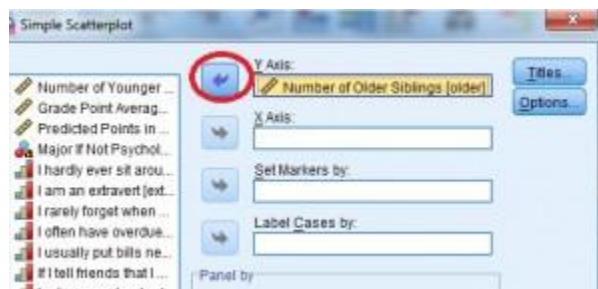 Simple Scatterplot
Number of Younger ...
Grade Point Averag...
Predicted Points in ...
Major If Not Psychol...
I hardly ever sit arou...
I am an extravert [ext...
I rarely forget when ...
I often have overdue...
I usually put bills ne...
If I tell friends that I ...
Y Axis:
Number of Older Siblings [older]
X Axis:
Set Markers by:
Label Cases by:
Panel by
Titles...
Options...